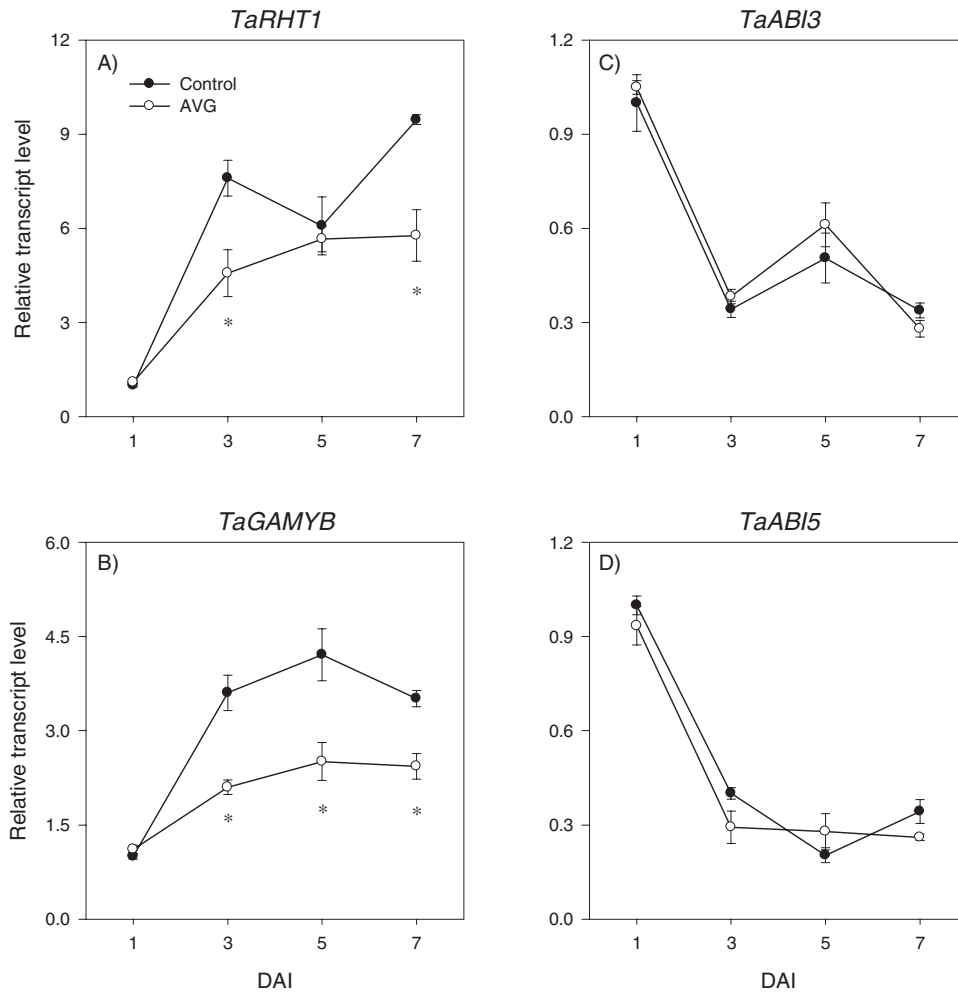 TaRHT1
A)
Control
AVG
Relative transcript level
12
9
6
3
0
*
*
1 3 5 7
TaABI3
C)
1.2
0.9
0.6
0.3
0.0
1 3 5 7
TaGAMYB
B)
Relative transcript level
6.0
4.5
3.0
1.5
0.0
* * *
1 3 5 7
DAI
TaABI5
D)
1.2
0.9
0.6
0.3
0.0
1 3 5 7
DAI